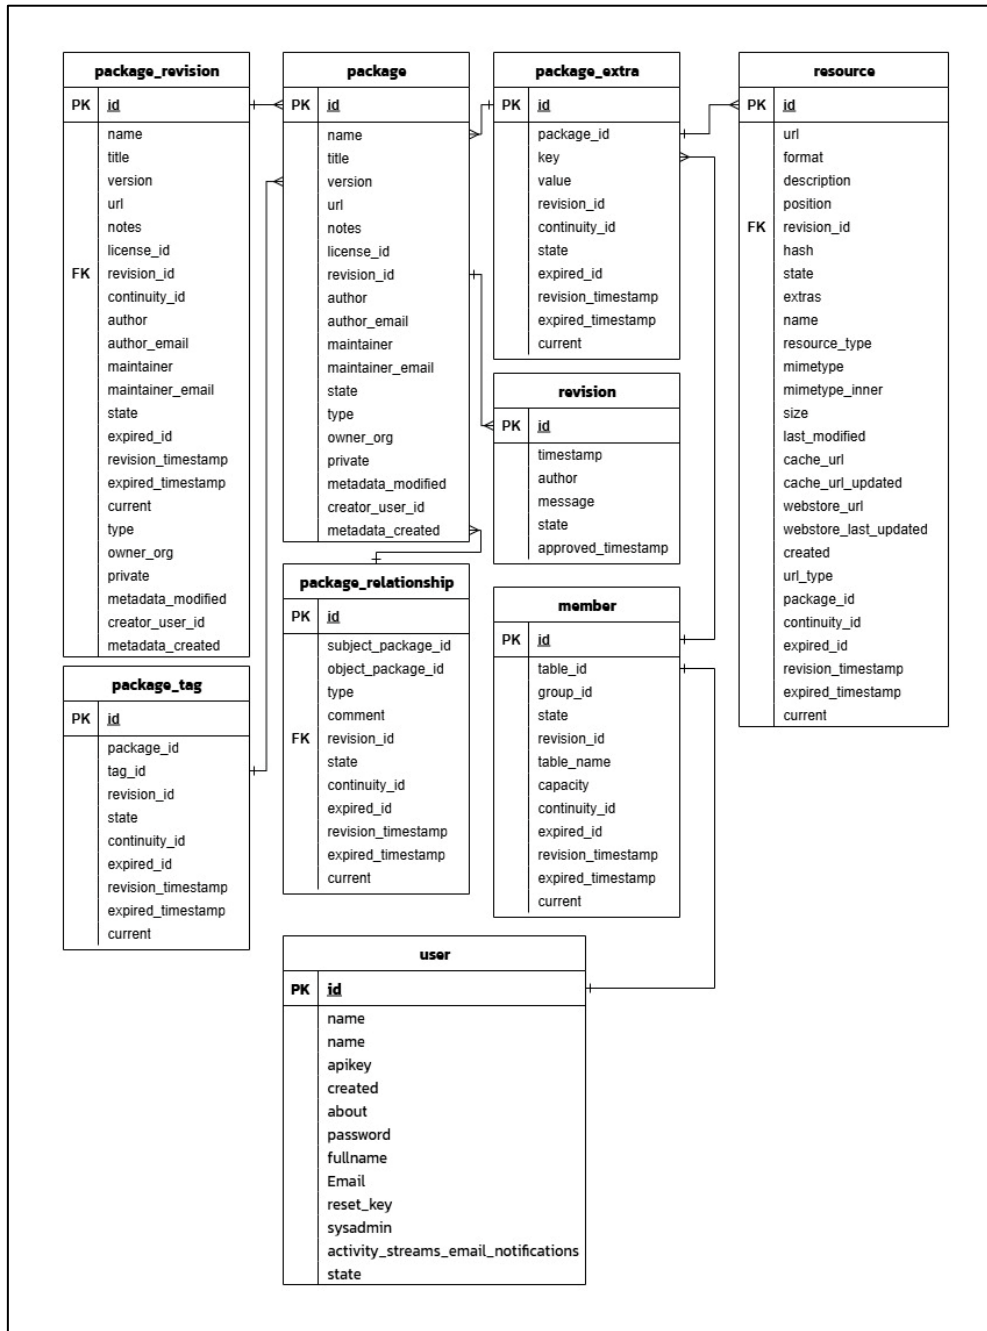 package_revision
PK id
name
title
version
url
notes
license_id
FK revision_id
continuity_id
author
author_email
maintainer
maintainer_email
state
expired_id
revision_timestamp
expired_timestamp
current
type
owner_org
private
metadata_modified
creator_user_id
metadata_created
package_tag
PK id
package_id
tag_id
revision_id
state
continuity_id
expired_id
revision_timestamp
expired_timestamp
current
package
PK id
name
title
version
url
notes
license_id
revision_id
author
author_email
maintainer
maintainer_email
state
type
owner_org
private
metadata_modified
creator_user_id
metadata_created
package_relationship
PK id
subject_package_id
object_package_id
type
comment
FK revision_id
state
continuity_id
expired_id
revision_timestamp
expired_timestamp
current
package_extra
PK id
package_id
key
value
revision_id
continuity_id
state
expired_id
revision_timestamp
expired_timestamp
current
revision
PK id
timestamp
author
message
state
approved_timestamp
member
PK id
table_id
group_id
state
revision_id
table_name
capacity
continuity_id
expired_id
revision_timestamp
expired_timestamp
current
resource
PK id
url
format
description
position
FK revision_id
hash
state
extras
name
resource_type
mimetype
mimetype_inner
size
last_modified
cache_url
cache_url_updated
webstore_url
webstore_last_updated
created
url_type
package_id
continuity_id
expired_id
revision_timestamp
expired_timestamp
current
user
PK id
name
name
apikey
created
about
password
fullname
Email
reset_key
sysadmin
activity_streams_email_notifications
state